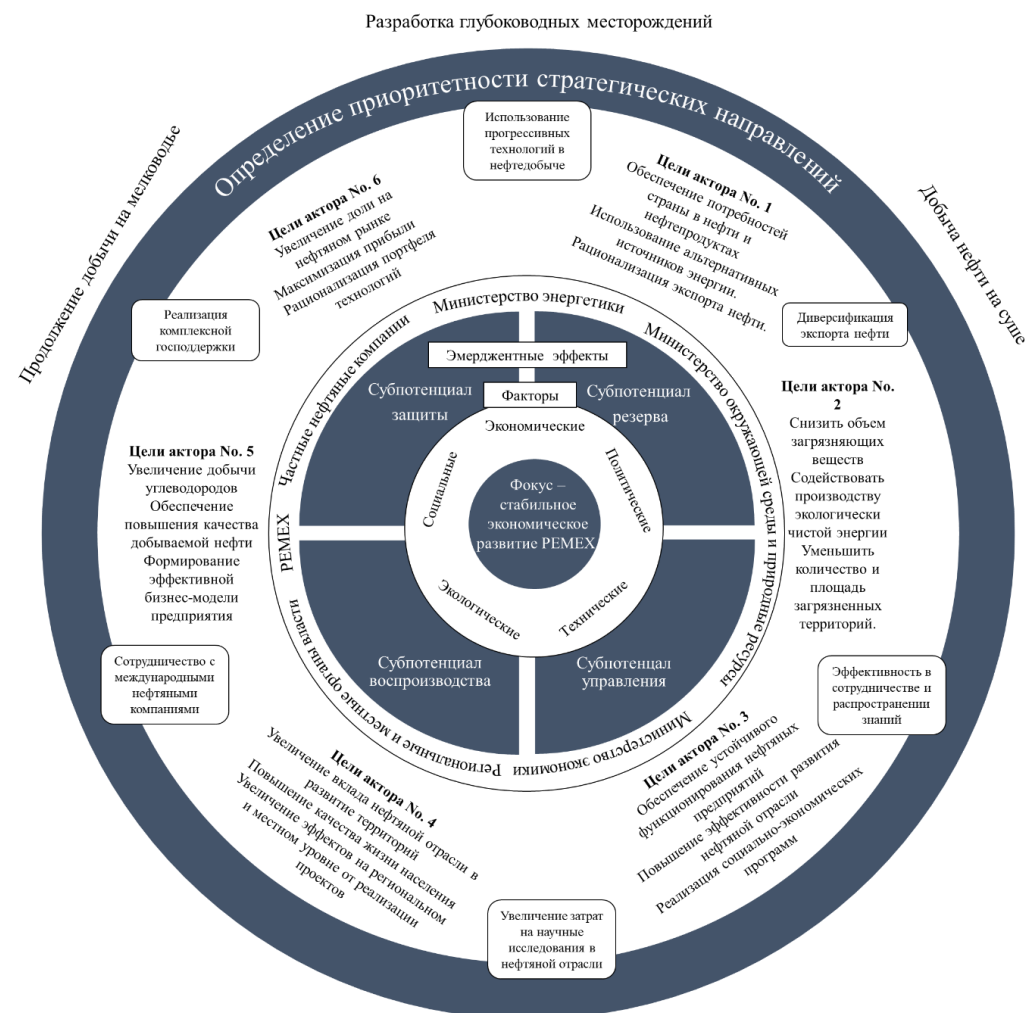 Разработка глубоководных месторождений
Определение приоритетности стратегических направлений
Продолжение добычи на мелководье
Добыча нефти на суше
Использование
прогрессивных
технологий в
нефтедобыче
Цели актора No. 6
Увеличение доли на
нефтяном рынке
Максимизация прибыли
Рационализация портфеля
технологий
Цели актора No. 1
Обеспечение потребностей
страны в нефти и
нефтепродуктах
Использование альтернативных
источников энергии.
Рационализация экспорта нефти.
Реализация
комплексной
господдержки
Диверсификация
экспорта нефти
Частные нефтяные компании
Министерство энергетики
Министерство окружающей среды и природные ресурсы
Эмерджентные эффекты
Субпотенциал
защиты
Факторы
Субпотенциал
резерва
Экономические
Социальные
Политические
Фокус –
стабильное
экономическое
развитие PEMEX
Экологические
Технические
Цели актора No. 5
Увеличение добычи
углеводородов
Обеспечение
повышения качества
добываемой нефти
Формирование
эффективной
бизнес-модели
предприятия
PEMEX
Цели актора No.
2
Снизить объем
загрязняющих
веществ
Содействовать
производству
экологически
чистой энергии
Уменьшить
количество и
площадь
загрязненных
территорий.
Субпотенциал
воспроизводства
Субпотенцал
управления
Региональные и местные органы власти
Министерство экономики
Сотрудничество с
международными
нефтяными
компаниями
Эффективность в
сотрудничестве и
распространении
знаний
Цели актора No. 4
Увеличение вклада нефтяной отрасли в
развитие территорий
Повышение качества жизни населения
Увеличение эффектов на региональном
и местном уровне от реализации
проектов
Цели актора No. 3
Обеспечение устойчивого
функционирования нефтяных
предприятий
Повышение эффективности развития
нефтяной отрасли
Реализация социально-экономических
программ
Увеличение затрат
на научные
исследования в
нефтяной отрасли